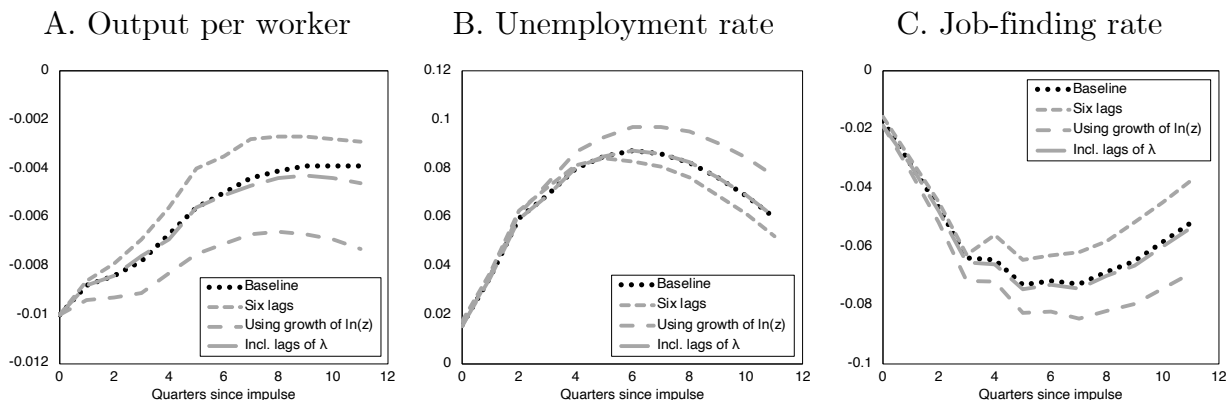 A. Output per worker
0
-0.002
-0.004
-0.006
-0.008
-0.01
-0.012
Baseline
Six lags
Using growth of ln(z)
Incl. lags of λ
0 2 4 6 8 10 12
Quarters since impulse
B. Unemployment rate
0.12
0.1
0.08
0.06
0.04
0.02
0
Baseline
Six lags
Using growth of ln(z)
Incl. lags of λ
0 2 4 6 8 10 12
Quarters since impulse
C. Job-finding rate
0
-0.02
-0.04
-0.06
-0.08
-0.1
Baseline
Six lags
Using growth of ln(z)
Incl. lags of λ
0 2 4 6 8 10 12
Quarters since impulse